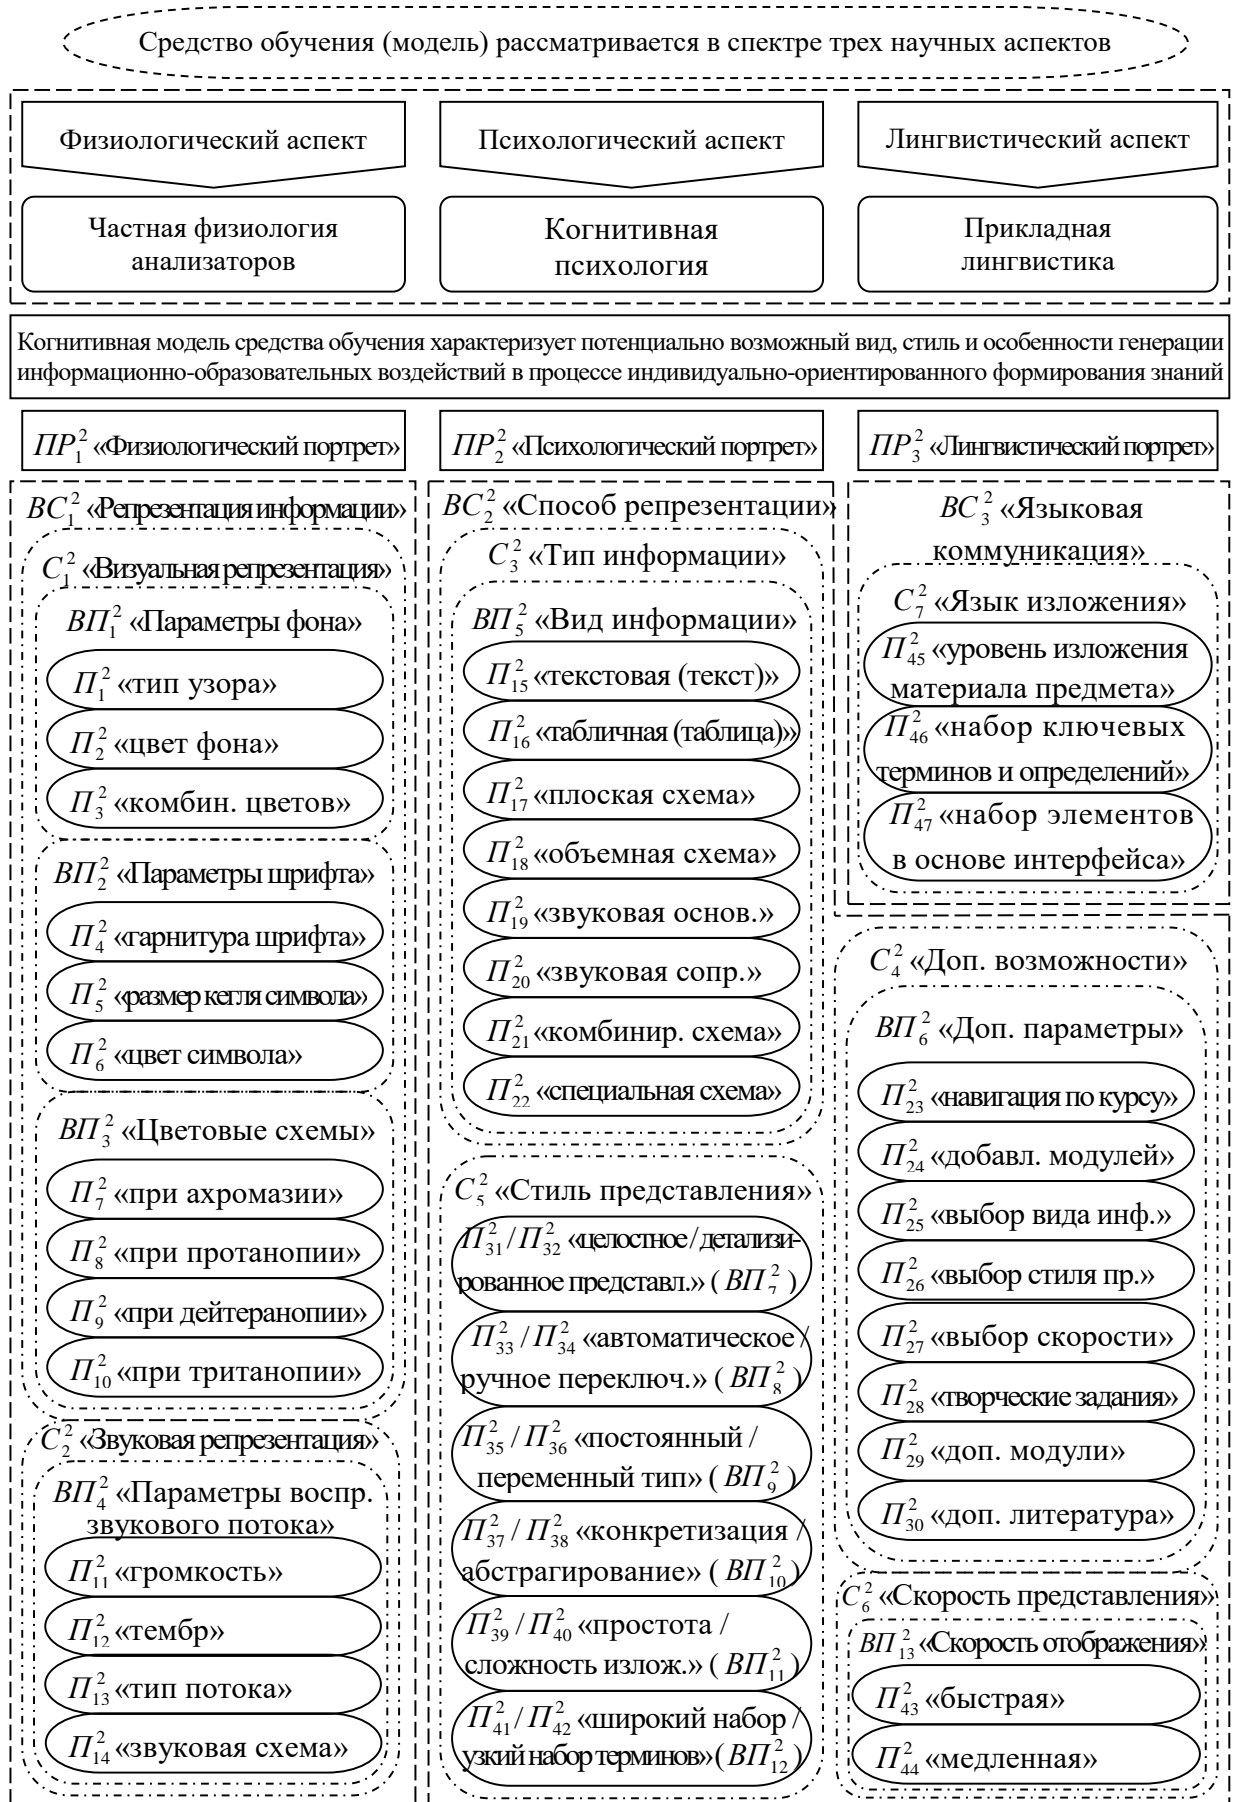 Средство обучения (модель) рассматривается в спектре трех научных аспектов
Физиологический аспект
Частная физиология
анализаторов
Психологический аспект
Когнитивная
психология
Лингвистический аспект
Прикладная
лингвистика
Когнитивная модель средства обучения характеризует потенциально возможный вид, стиль и особенности генерации
информационно-образовательных воздействий в процессе индивидуально-ориентированного формирования знаний
ПР₁² «Физиологический портрет»
ВС₁² «Репрезентация информации»
С₁² «Визуальная репрезентация»
ВП₁² «Параметры фона»
П₁² «тип узора»
П₂² «цвет фона»
П₃² «комбин. цветов»
ВП₂² «Параметры шрифта»
П₄² «гарнитура шрифта»
П₅² «размер кегля символа»
П₆² «цвет символа»
ВП₃² «Цветовые схемы»
П₇² «при ахромазии»
П₈² «при протанопии»
П₉² «при дейтеранопии»
П₁₀² «при тританопии»
С₂² «Звуковая репрезентация»
ВП₄² «Параметры воспр.
звукового потока»
П₁₁² «громкость»
П₁₂² «тембр»
П₁₃² «тип потока»
П₁₄² «звуковая схема»
ПР₂² «Психологический портрет»
ВС₂² «Способ репрезентации»
С₃² «Тип информации»
ВП₅² «Вид информации»
П₁₅² «текстовая (текст)»
П₁₆² «табличная (таблица)»
П₁₇² «плоская схема»
П₁₈² «объемная схема»
П₁₉² «звуковая основ.»
П₂₀² «звуковая сопр.»
П₂₁² «комбинир. схема»
П₂₂² «специальная схема»
С₅² «Стиль представления»
П₃₁² / П₃₂² «целостное / детализи-
рованное представл.» ( ВП₇² )
П₃₃² / П₃₄² «автоматическое /
ручное переключ.» ( ВП₈² )
П₃₅² / П₃₆² «постоянный /
переменный тип» ( ВП₉² )
П₃₇² / П₃₈² «конкретизация /
абстрагирование» ( ВП₁₀² )
П₃₉² / П₄₀² «простота /
сложность излож.» ( ВП₁₁² )
П₄₁² / П₄₂² «широкий набор /
узкий набор терминов» ( ВП₁₂² )
ПР₃² «Лингвистический портрет»
ВС₃² «Языковая
коммуникация»
С₇² «Язык изложения»
П₄₅² «уровень изложения
материала предмета»
П₄₆² «набор ключевых
терминов и определений»
П₄₇² «набор элементов
в основе интерфейса»
С₄² «Доп. возможности»
ВП₆² «Доп. параметры»
П₂₃² «навигация по курсу»
П₂₄² «добавл. модулей»
П₂₅² «выбор вида инф.»
П₂₆² «выбор стиля пр.»
П₂₇² «выбор скорости»
П₂₈² «творческие задания»
П₂₉² «доп. модули»
П₃₀² «доп. литература»
С₆² «Скорость представления»
ВП₁₃² «Скорость отображения»
П₄₃² «быстрая»
П₄₄² «медленная»